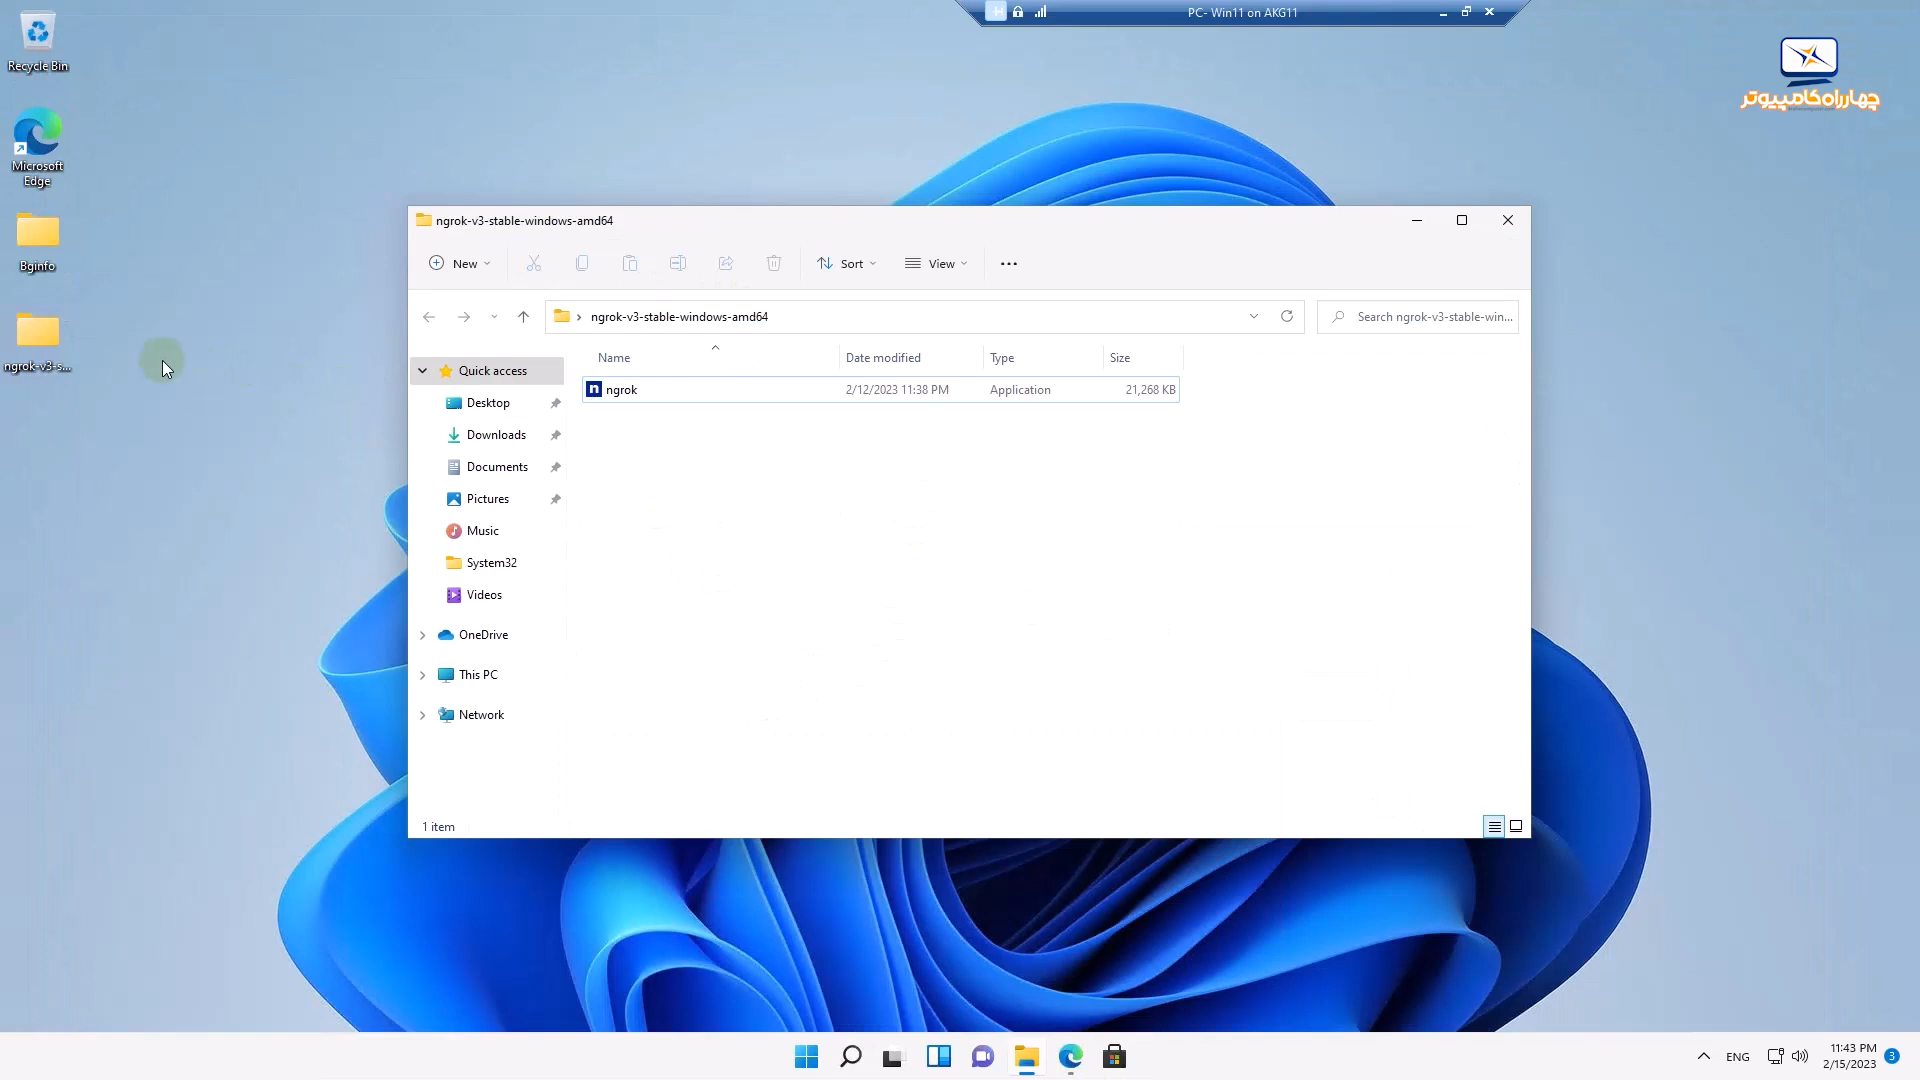 PC- Win11 on AKG11
Recycle Bin
Microsoft
Edge
Bginfo
ngrok-v3-s...
چهارراه کامپیوتر
ngrok-v3-stable-windows-amd64
New
Sort
View
ngrok-v3-stable-windows-amd64
Search ngrok-v3-stable-win...
Name
Date modified
Type
Size
Quick access
ngrok
2/12/2023 11:38 PM
Application
21,268 KB
Desktop
Downloads
Documents
Pictures
Music
System32
Videos
OneDrive
This PC
Network
1 item
ENG
11:43 PM
2/15/2023
3